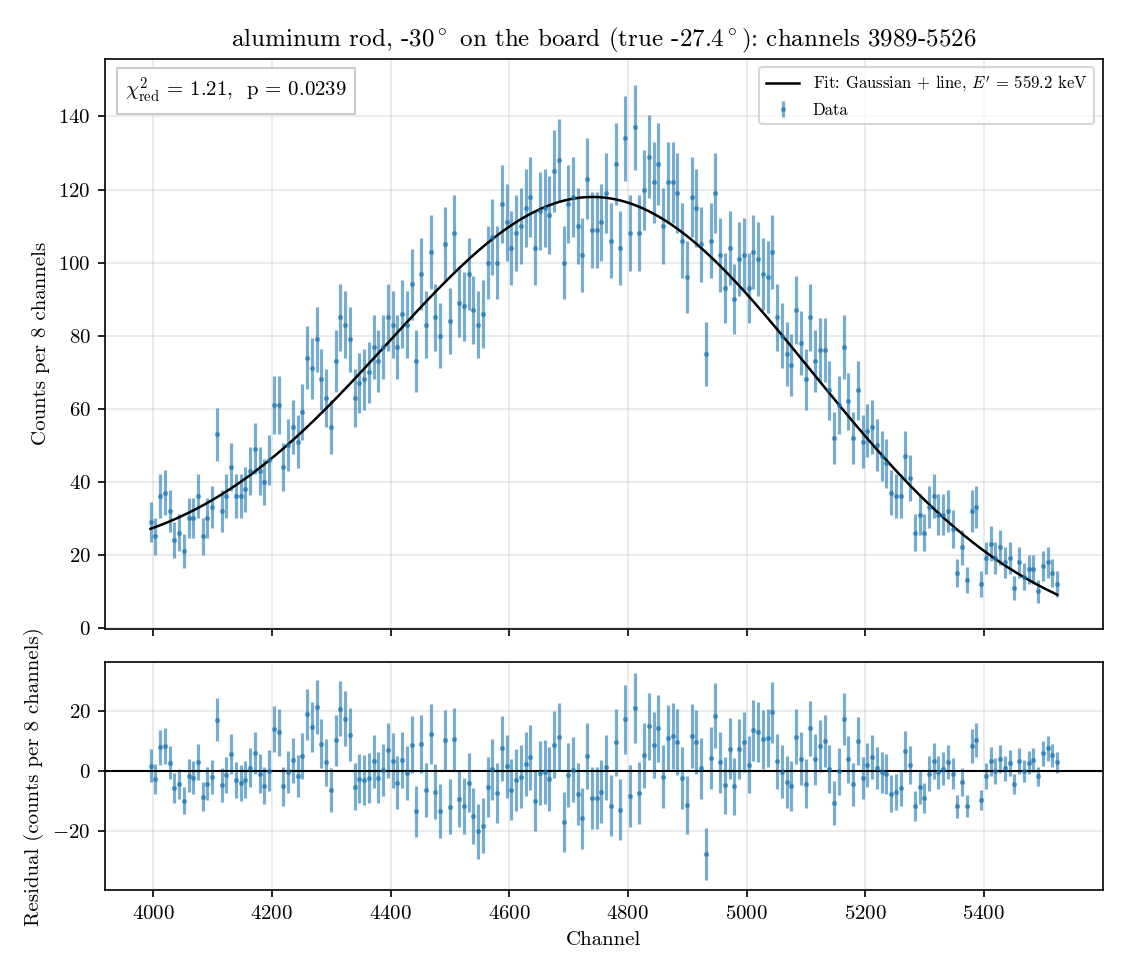 aluminum rod, -30° on the board (true -27.4°): channels 3989-5526
χ²red = 1.21, p = 0.0239
Fit: Gaussian + line, E′ = 559.2 keV
Data
Counts per 8 channels
140
120
100
80
60
40
20
0
Residual (counts per 8 channels)
20
0
−20
4000 4200 4400 4600 4800 5000 5200 5400
Channel